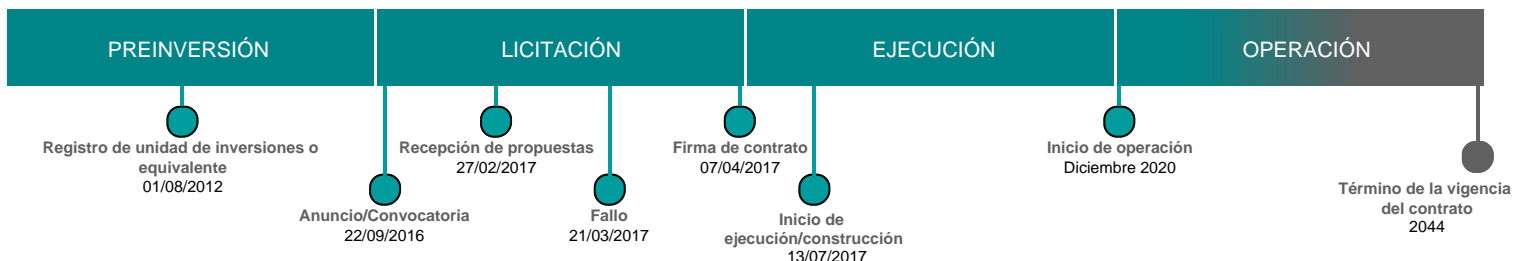 PREINVERSIÓN
LICITACIÓN
EJECUCIÓN
OPERACIÓN
Registro de unidad de inversiones o
equivalente
01/08/2012
Anuncio/Convocatoria
22/09/2016
Recepción de propuestas
27/02/2017
Fallo
21/03/2017
Firma de contrato
07/04/2017
Inicio de
ejecución/construcción
13/07/2017
Inicio de operación
Diciembre 2020
Término de la vigencia
del contrato
2044